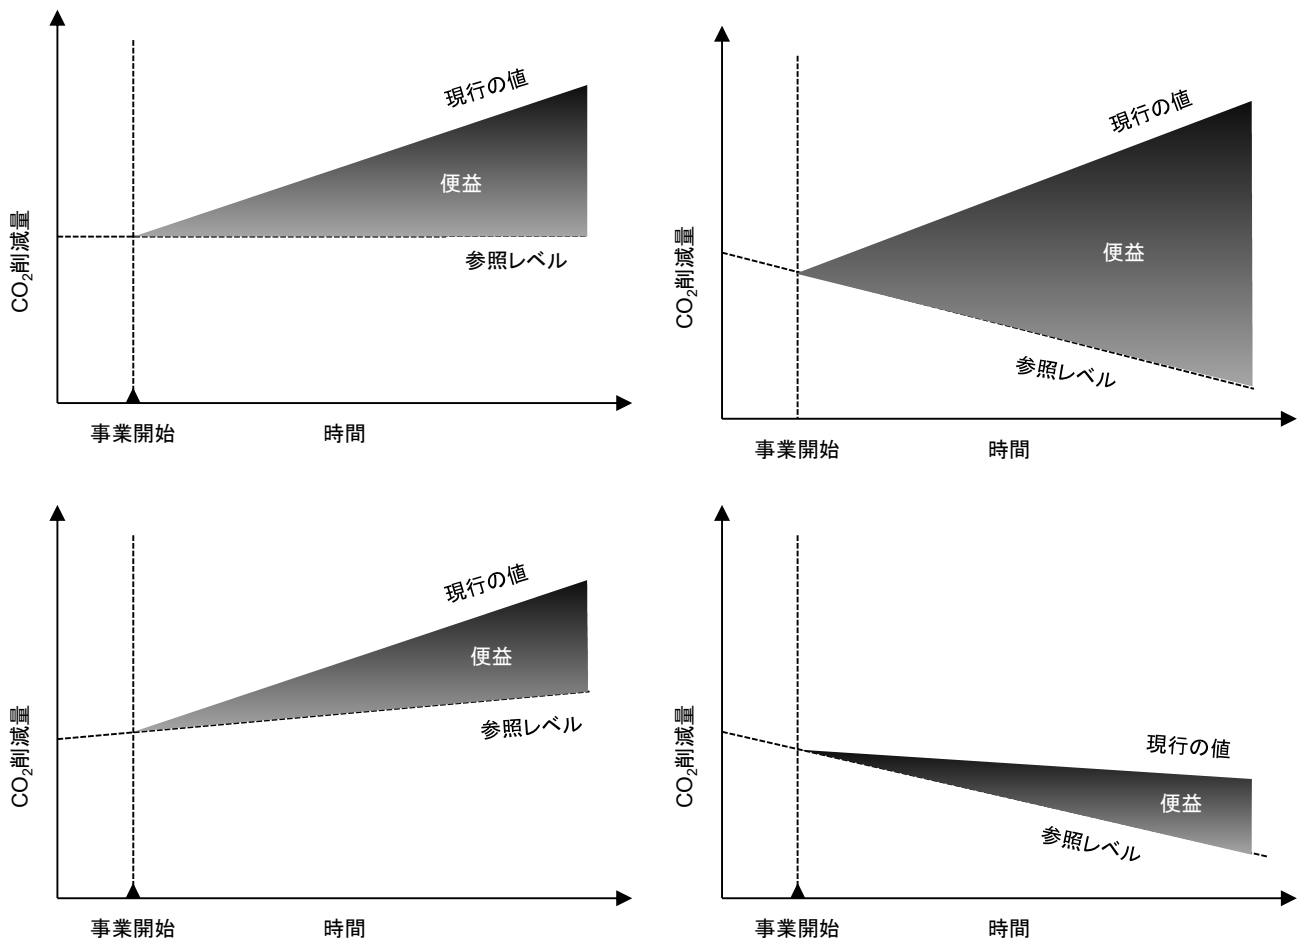 現行の値
便益
参照レベル
CO₂削減量
事業開始
時間
現行の値
便益
参照レベル
CO₂削減量
事業開始
時間
現行の値
便益
参照レベル
CO₂削減量
事業開始
時間
現行の値
便益
参照レベル
CO₂削減量
事業開始
時間